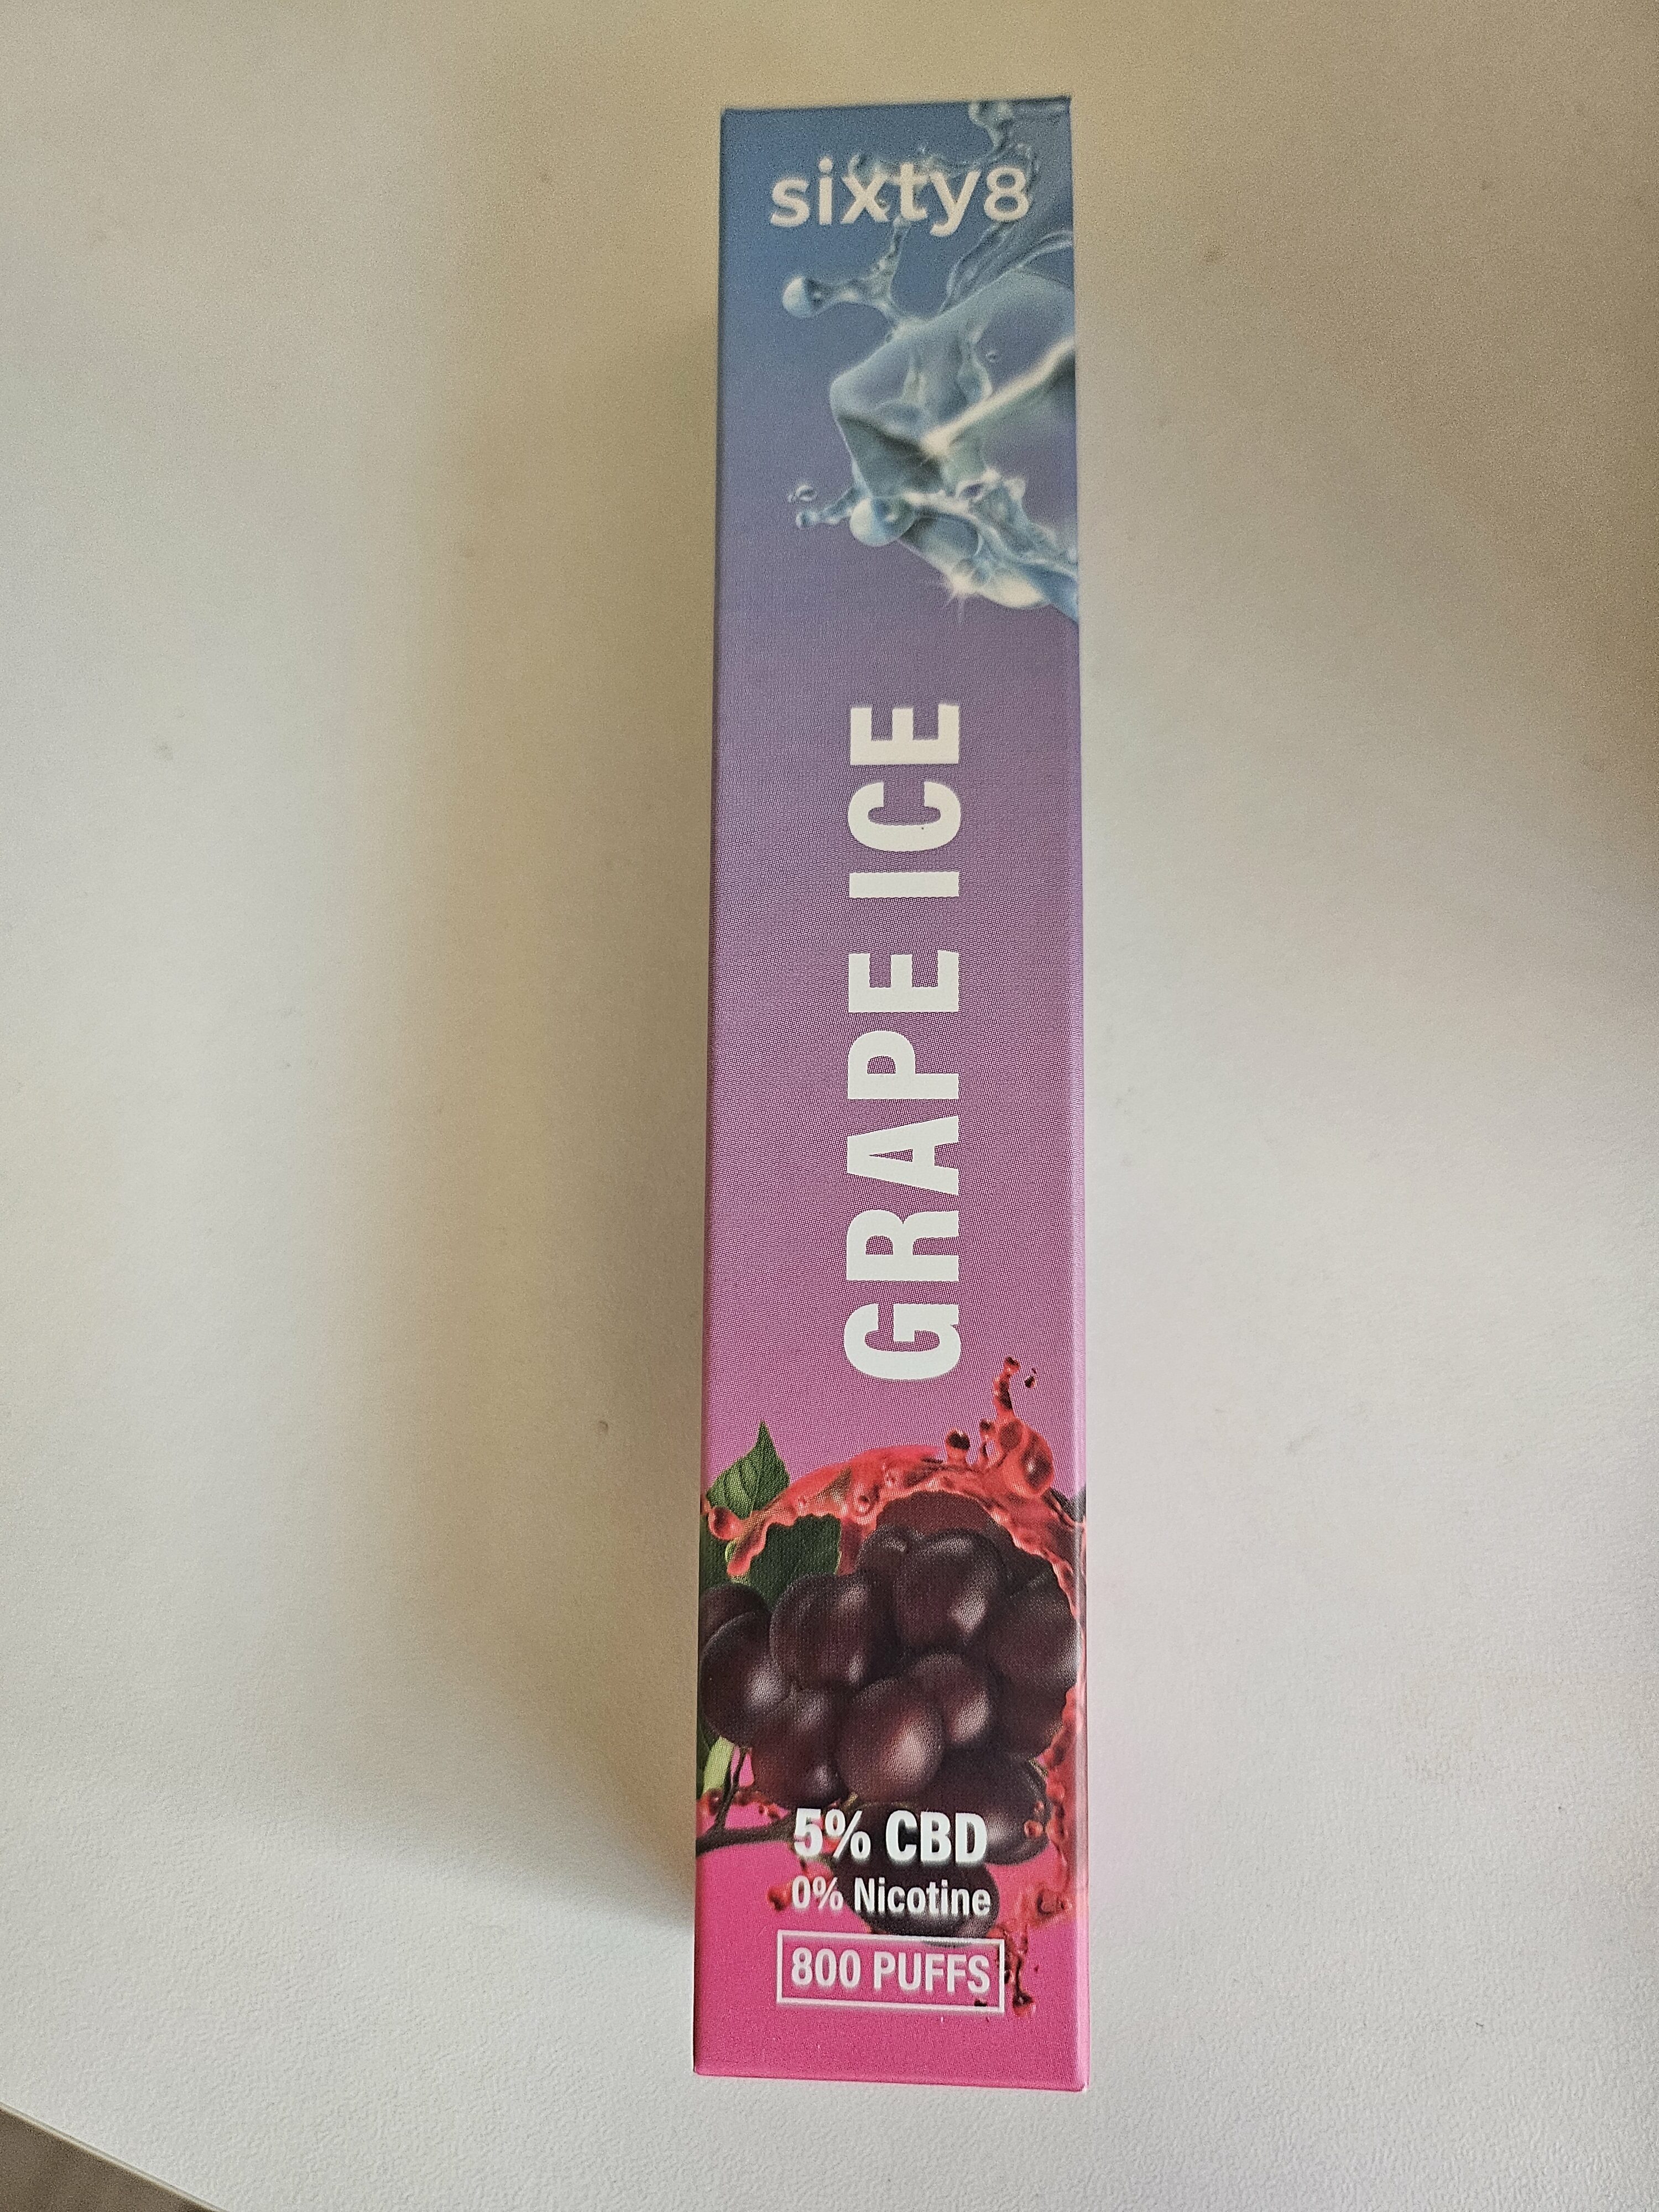 sixty8
GRAPE ICE
5% CBD
0% Nicotine
800 PUFFS